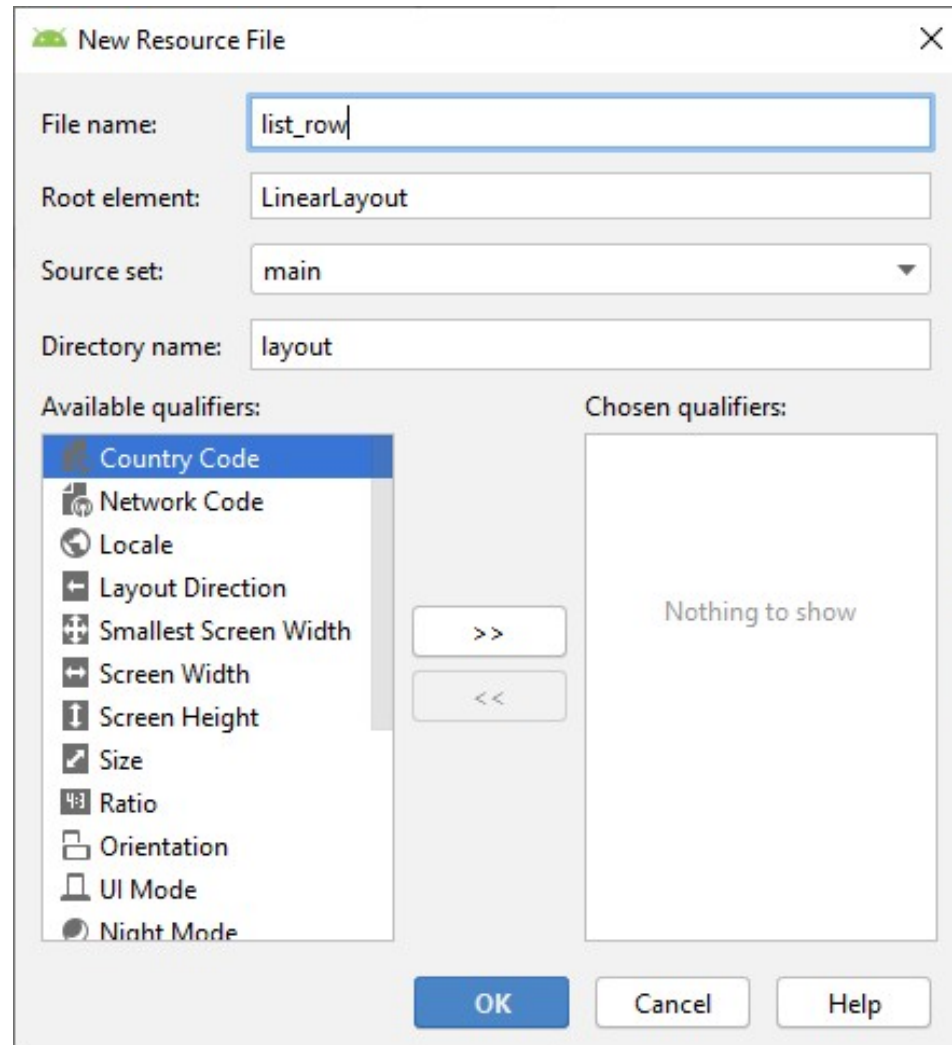 New Resource File
File name: list_row
Root element: LinearLayout
Source set: main
Directory name: layout
Available qualifiers: Chosen qualifiers:
Country Code
Network Code
Locale
Layout Direction
Smallest Screen Width
Screen Width
Screen Height
Size
4:3 Ratio
Orientation
UI Mode
Night Mode
>>
<<
Nothing to show
OK Cancel Help